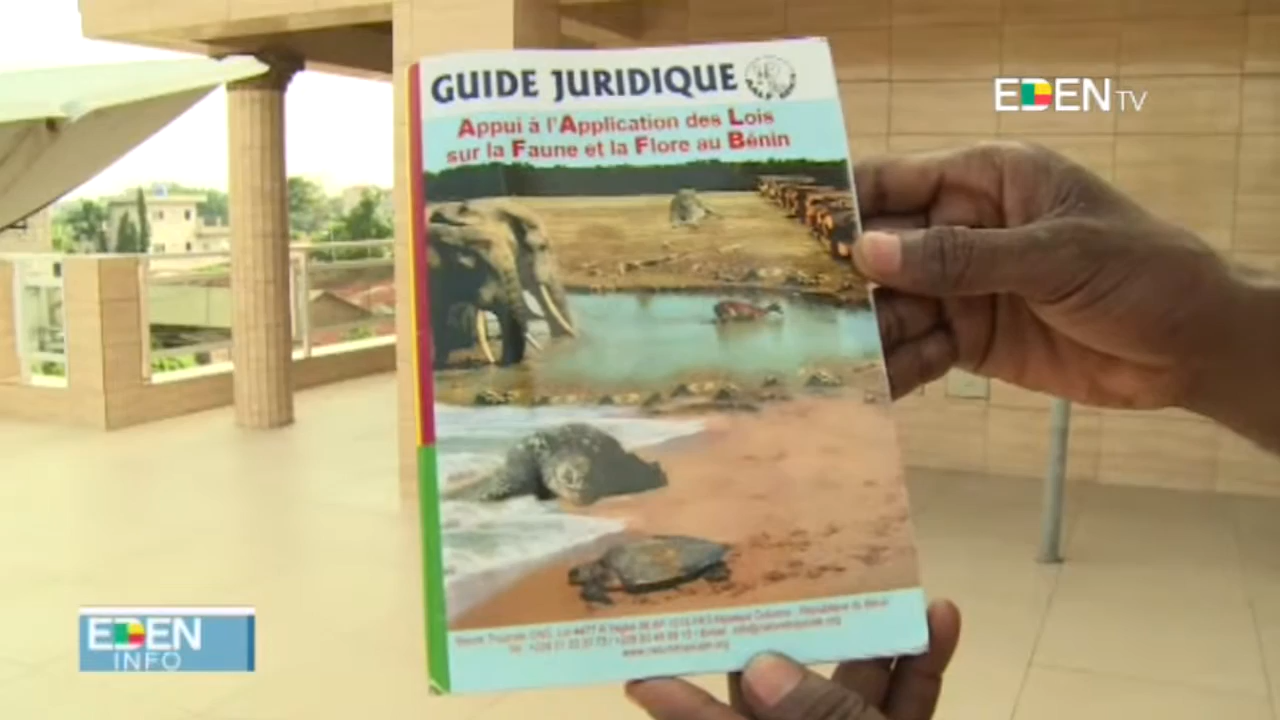 GUIDE JURIDIQUE
EDEN TV
Appui à l'Application des Lois
sur la Faune et la Flore au Bénin
EDEN
INFO